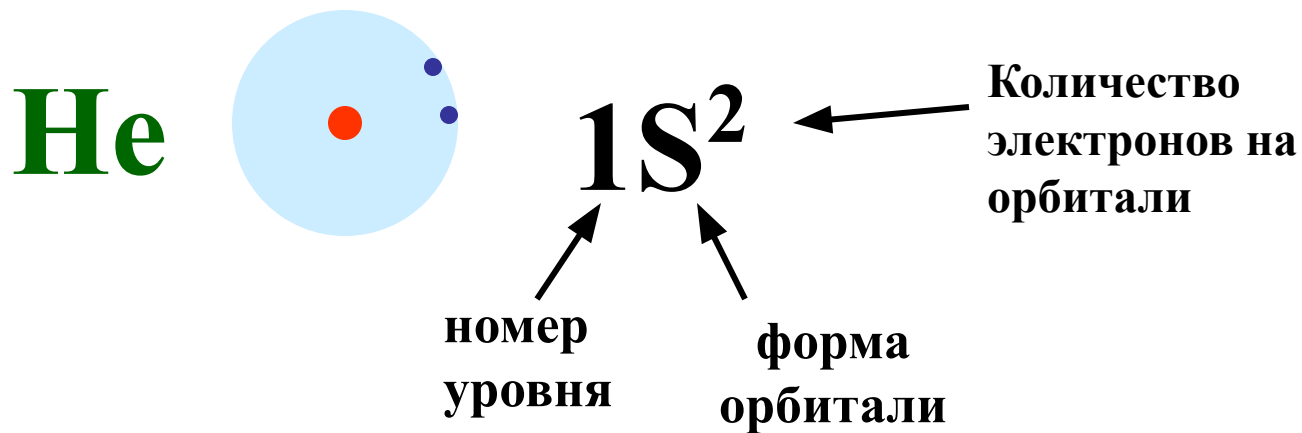 He
1S²
Количество
электронов на
орбитали
номер
уровня
форма
орбитали